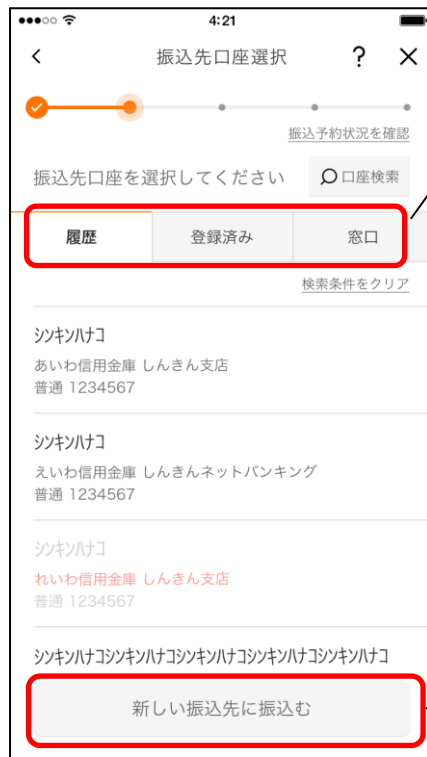 4:21
振込先口座選択 ?
振込予約状況を確認
振込先口座を選択してください 口座検索
履歴 登録済み 窓口
検索条件をクリア
ｼﾝｷﾝﾊﾅｺ
あいわ信用金庫 しんきん支店
普通 1234567
ｼﾝｷﾝﾊﾅｺ
えいわ信用金庫 しんきんネットバンキング
普通 1234567
ｼﾝｷﾝﾊﾅｺ
れいわ信用金庫 しんきん支店
普通 1234567
ｼﾝｷﾝﾊﾅｺｼﾝｷﾝﾊﾅｺｼﾝｷﾝﾊﾅｺｼﾝｷﾝﾊﾅｺｼﾝｷﾝﾊﾅｺ
新しい振込先に振込む